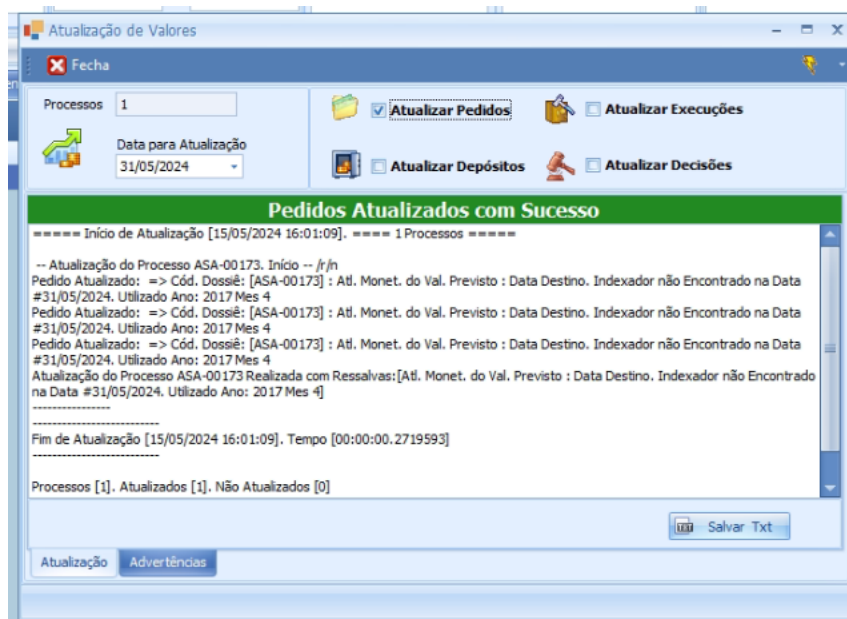 Atualização de Valores
Fecha
Processos 1
Data para Atualização
31/05/2024
Atualizar Pedidos
Atualizar Execuções
Atualizar Depósitos
Atualizar Decisões
Pedidos Atualizados com Sucesso
===== Início de Atualização [15/05/2024 16:01:09]. ==== 1 Processos =====
-- Atualização do Processo ASA-00173. Início -- /r/n
Pedido Atualizado: => Cód. Dossiê: [ASA-00173] : Atl. Monet. do Val. Previsto : Data Destino. Indexador não Encontrado na Data
#31/05/2024. Utilizado Ano: 2017 Mes 4
Pedido Atualizado: => Cód. Dossiê: [ASA-00173] : Atl. Monet. do Val. Previsto : Data Destino. Indexador não Encontrado na Data
#31/05/2024. Utilizado Ano: 2017 Mes 4
Pedido Atualizado: => Cód. Dossiê: [ASA-00173] : Atl. Monet. do Val. Previsto : Data Destino. Indexador não Encontrado na Data
#31/05/2024. Utilizado Ano: 2017 Mes 4
Atualização do Processo ASA-00173 Realizada com Ressalvas:[Atl. Monet. do Val. Previsto : Data Destino. Indexador não Encontrado
na Data #31/05/2024. Utilizado Ano: 2017 Mes 4]
----------------
--------------------------
Fim de Atualização [15/05/2024 16:01:09]. Tempo [00:00:00.2719593]
--------------------------
Processos [1]. Atualizados [1]. Não Atualizados [0]
Salvar Txt
Atualização
Advertências